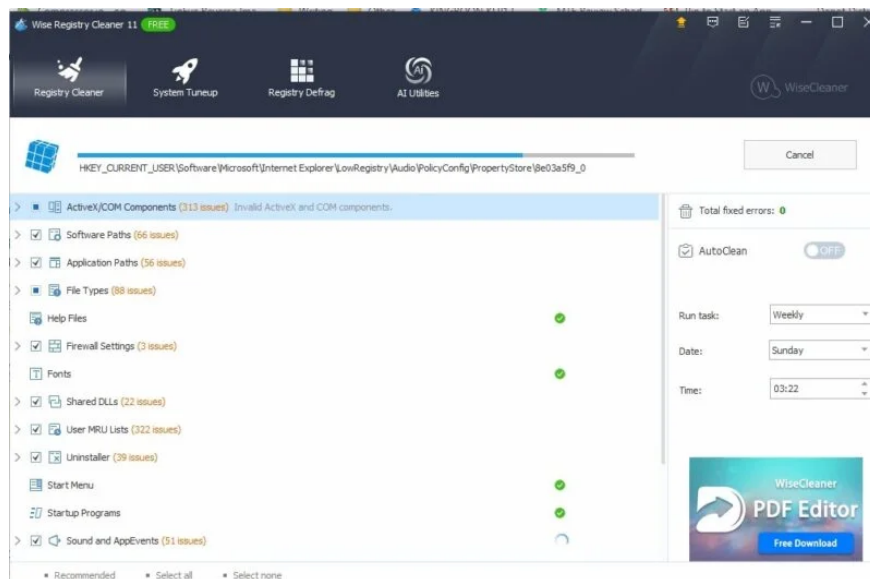 Wise Registry Cleaner 11 FREE
Registry Cleaner
System Tuneup
Registry Defrag
AI Utilities
W WiseCleaner
HKEY_CURRENT_USER\Software\Microsoft\Internet Explorer\LowRegistry\Audio\PolicyConfig\PropertyStore\8e03a5f9_0
Cancel
ActiveX/COM Components (313 issues) Invalid ActiveX and COM components.
Software Paths (66 issues)
Application Paths (56 issues)
File Types (88 issues)
Help Files
Firewall Settings (3 issues)
Fonts
Shared DLLs (22 issues)
User MRU Lists (322 issues)
Uninstaller (39 issues)
Start Menu
Startup Programs
Sound and AppEvents (51 issues)
Recommended
Select all
Select none
Total fixed errors: 0
AutoClean OFF
Run task: Weekly
Date: Sunday
Time: 03:22
WiseCleaner
PDF Editor
Free Download